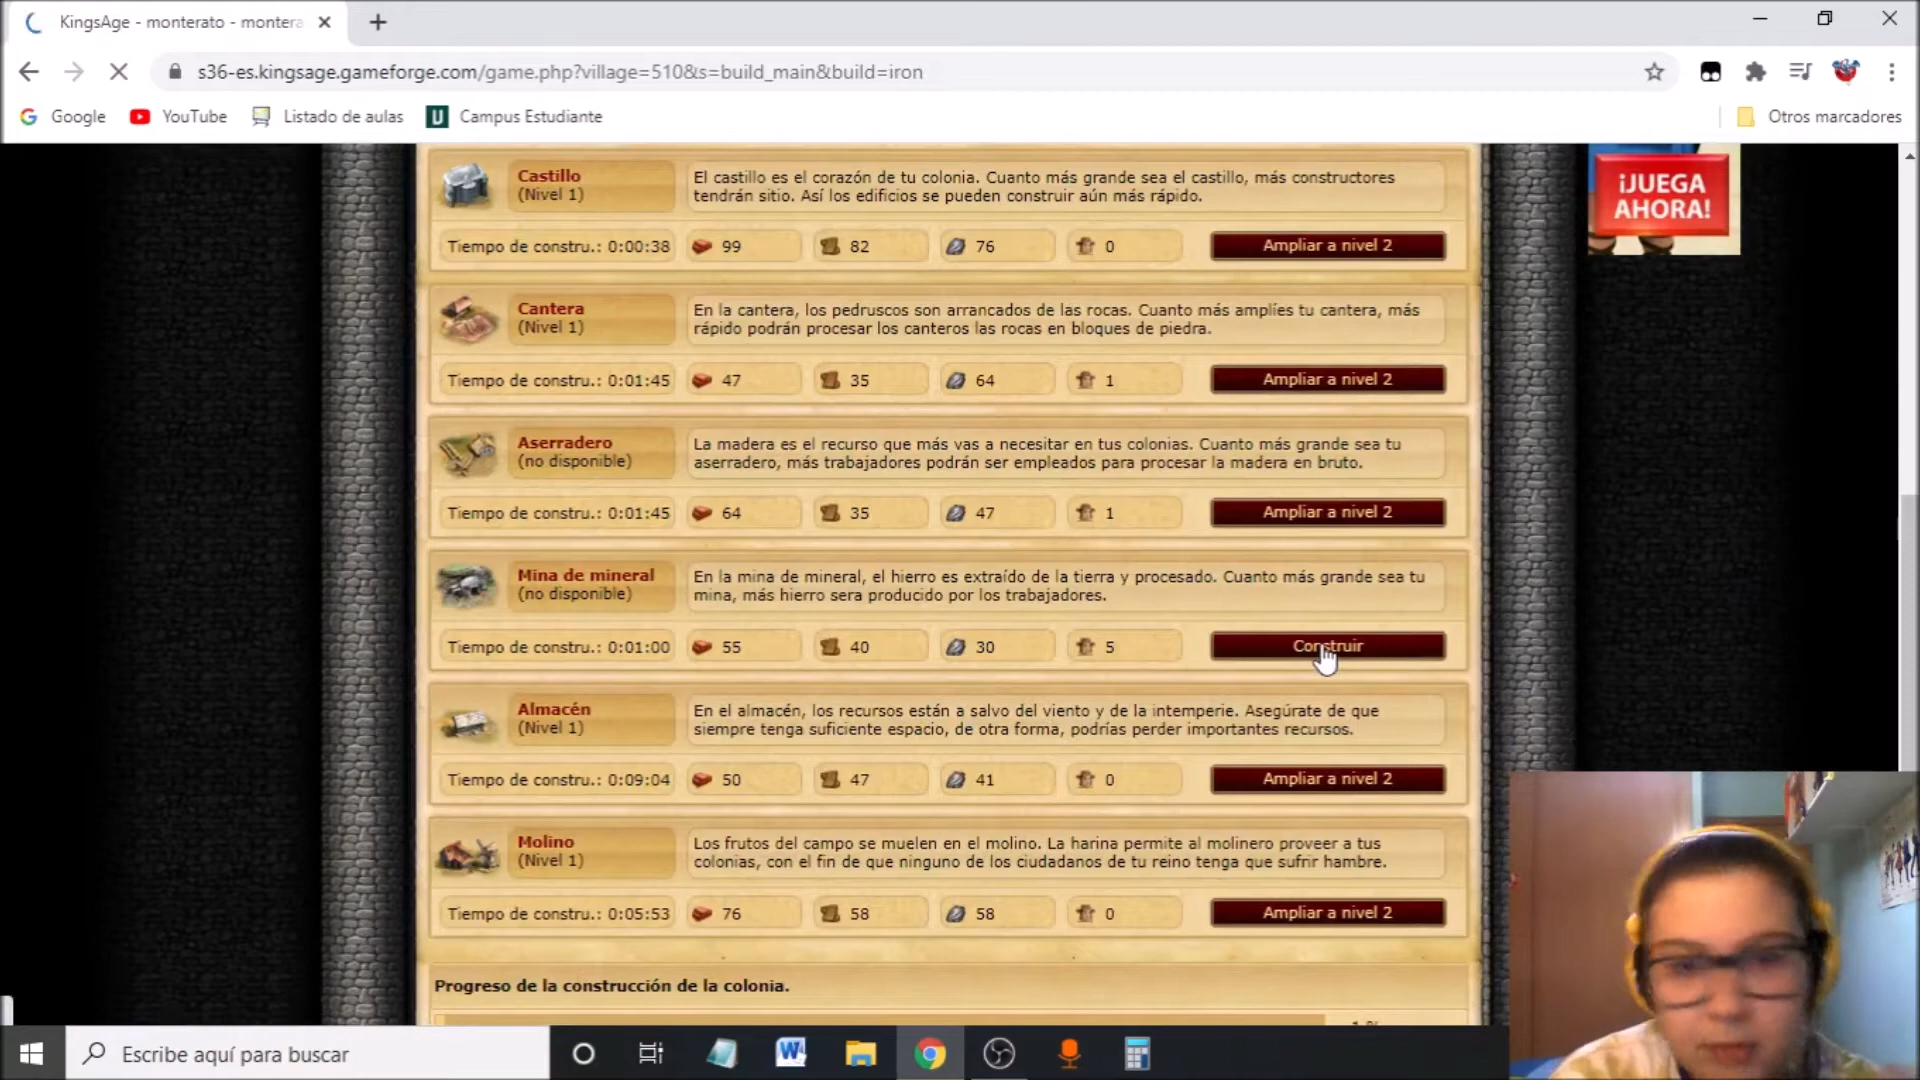 KingsAge - monterato - montera
s36-es.kingsage.gameforge.com/game.php?village=510&s=build_main&build=iron
Google YouTube Listado de aulas Campus Estudiante Otros marcadores
¡JUEGA
AHORA!
Castillo
(Nivel 1)
El castillo es el corazón de tu colonia. Cuanto más grande sea el castillo, más constructores
tendrán sitio. Así los edificios se pueden construir aún más rápido.
Tiempo de constru.: 0:00:38 99 82 76 0 Ampliar a nivel 2
Cantera
(Nivel 1)
En la cantera, los pedruscos son arrancados de las rocas. Cuanto más amplíes tu cantera, más
rápido podrán procesar los canteros las rocas en bloques de piedra.
Tiempo de constru.: 0:01:45 47 35 64 1 Ampliar a nivel 2
Aserradero
(no disponible)
La madera es el recurso que más vas a necesitar en tus colonias. Cuanto más grande sea tu
aserradero, más trabajadores podrán ser empleados para procesar la madera en bruto.
Tiempo de constru.: 0:01:45 64 35 47 1 Ampliar a nivel 2
Mina de mineral
(no disponible)
En la mina de mineral, el hierro es extraído de la tierra y procesado. Cuanto más grande sea tu
mina, más hierro sera producido por los trabajadores.
Tiempo de constru.: 0:01:00 55 40 30 5 Construir
Almacén
(Nivel 1)
En el almacén, los recursos están a salvo del viento y de la intemperie. Asegúrate de que
siempre tenga suficiente espacio, de otra forma, podrías perder importantes recursos.
Tiempo de constru.: 0:09:04 50 47 41 0 Ampliar a nivel 2
Molino
(Nivel 1)
Los frutos del campo se muelen en el molino. La harina permite al molinero proveer a tus
colonias, con el fin de que ninguno de los ciudadanos de tu reino tenga que sufrir hambre.
Tiempo de constru.: 0:05:53 76 58 58 0 Ampliar a nivel 2
Progreso de la construcción de la colonia.
Escribe aquí para buscar